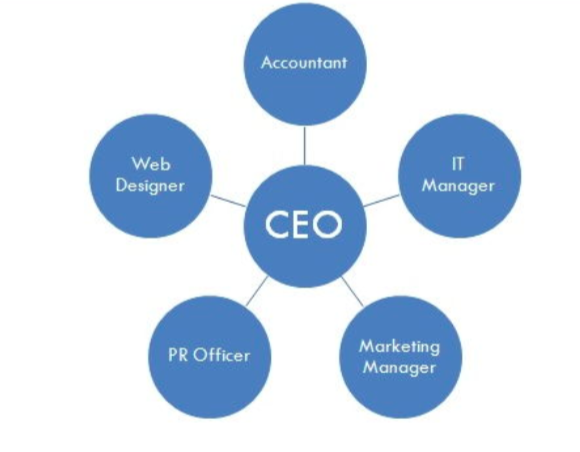 Accountant
Web
Designer
IT
Manager
CEO
PR Officer
Marketing
Manager